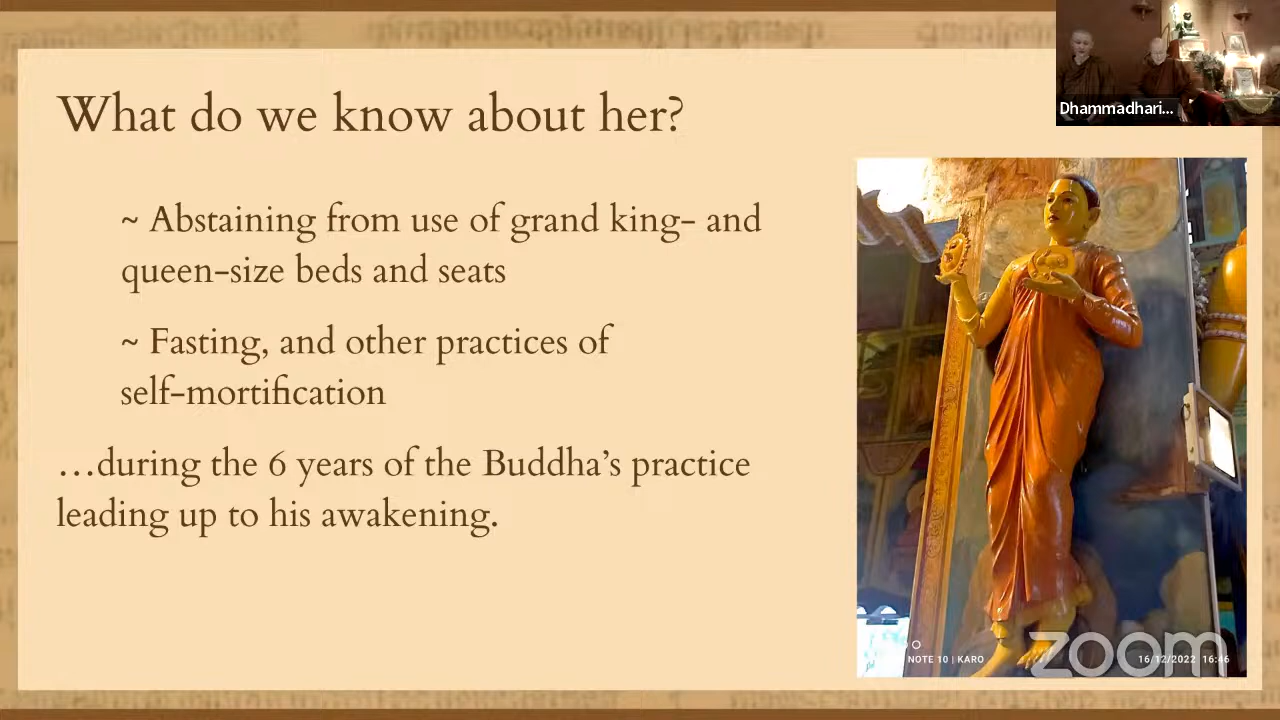 What do we know about her?
~ Abstaining from use of grand king- and
queen-size beds and seats
~ Fasting, and other practices of
self-mortification
…during the 6 years of the Buddha's practice
leading up to his awakening.
Dhammadhari...
NOTE 10 | KARO
16/12/2022 16:46
zoom